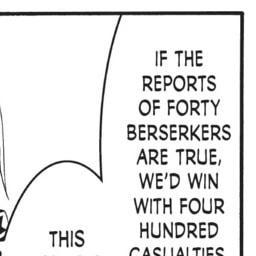 IF THE
REPORTS
OF FORTY
BERSERKERS
ARE TRUE,
WE'D WIN
WITH FOUR
HUNDRED
CASUALTIES
THIS